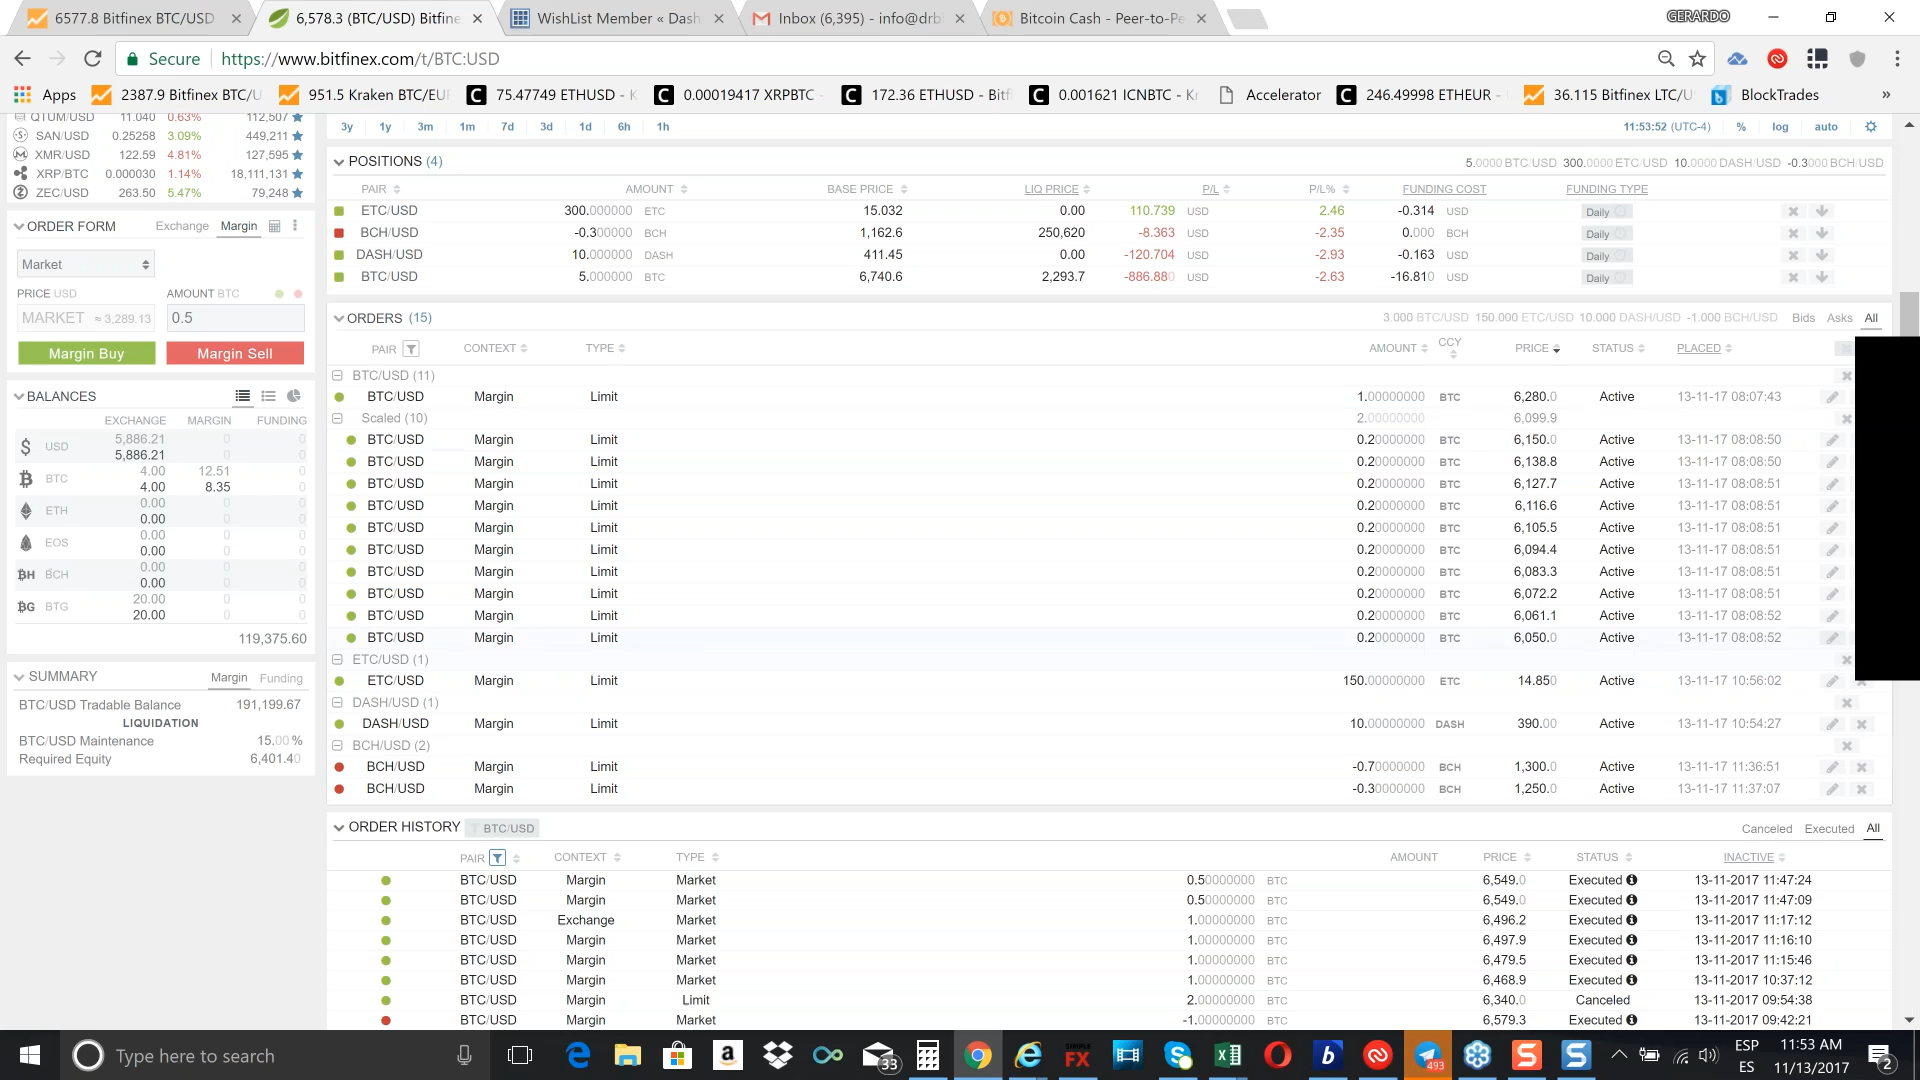 6577.8 Bitfinex BTC/USD
6,578.3 (BTC/USD) Bitfine
WishList Member « Dash
Inbox (6,395) - info@drb
Bitcoin Cash - Peer-to-Pe
GERARDO
Secure https://www.bitfinex.com/t/BTC:USD
Apps 2387.9 Bitfinex BTC/U 951.5 Kraken BTC/EUR 75.47749 ETHUSD - K 0.00019417 XRPBTC 172.36 ETHUSD - Bitf 0.001621 ICNBTC - Kr Accelerator 246.49998 ETHEUR - 36.115 Bitfinex LTC/US BlockTrades »
QTUM/USD 11.040 0.63% 112,507
SAN/USD 0.25258 3.09% 449,211
XMR/USD 122.59 4.81% 127,595
XRP/BTC 0.000030 1.14% 18,111,131
ZEC/USD 263.50 5.47% 79,248
ORDER FORM Exchange Margin
Market
PRICE USD AMOUNT BTC
MARKET ≈ 3,289.13 0.5
Margin Buy Margin Sell
BALANCES
EXCHANGE MARGIN FUNDING
5,886.21 0 0
USD
5,886.21 0 0
4.00 12.51 0
BTC
4.00 8.35 0
0.00 0 0
ETH
0.00 0 0
0.00 0 0
EOS
0.00 0 0
0.00 0 0
BCH
0.00 0 0
20.00 0 0
BTG
20.00 0 0
119,375.60
SUMMARY Margin Funding
BTC/USD Tradable Balance 191,199.67
LIQUIDATION
BTC/USD Maintenance 15.00 %
Required Equity 6,401.40
3y 1y 3m 1m 7d 3d 1d 6h 1h 11:53:52 (UTC-4) % log auto
POSITIONS (4) 5.0000 BTC/USD 300.0000 ETC/USD 10.0000 DASH/USD -0.3000 BCH/USD
PAIR AMOUNT BASE PRICE LIQ PRICE P/L P/L% FUNDING COST FUNDING TYPE
ETC/USD 300.000000 ETC 15.032 0.00 110.739 USD 2.46 -0.314 USD Daily
BCH/USD -0.300000 BCH 1,162.6 250,620 -8.363 USD -2.35 0.000 BCH Daily
DASH/USD 10.000000 DASH 411.45 0.00 -120.704 USD -2.93 -0.163 USD Daily
BTC/USD 5.000000 BTC 6,740.6 2,293.7 -886.880 USD -2.63 -16.810 USD Daily
ORDERS (15) 3.000 BTC/USD 150.000 ETC/USD 10.000 DASH/USD -1.000 BCH/USD Bids Asks All
PAIR CONTEXT TYPE AMOUNT CCY PRICE STATUS PLACED
BTC/USD (11)
BTC/USD Margin Limit 1.00000000 BTC 6,280.0 Active 13-11-17 08:07:43
Scaled (10) 2.00000000 6,099.9
BTC/USD Margin Limit 0.20000000 BTC 6,150.0 Active 13-11-17 08:08:50
BTC/USD Margin Limit 0.20000000 BTC 6,138.8 Active 13-11-17 08:08:50
BTC/USD Margin Limit 0.20000000 BTC 6,127.7 Active 13-11-17 08:08:51
BTC/USD Margin Limit 0.20000000 BTC 6,116.6 Active 13-11-17 08:08:51
BTC/USD Margin Limit 0.20000000 BTC 6,105.5 Active 13-11-17 08:08:51
BTC/USD Margin Limit 0.20000000 BTC 6,094.4 Active 13-11-17 08:08:51
BTC/USD Margin Limit 0.20000000 BTC 6,083.3 Active 13-11-17 08:08:51
BTC/USD Margin Limit 0.20000000 BTC 6,072.2 Active 13-11-17 08:08:51
BTC/USD Margin Limit 0.20000000 BTC 6,061.1 Active 13-11-17 08:08:52
BTC/USD Margin Limit 0.20000000 BTC 6,050.0 Active 13-11-17 08:08:52
ETC/USD (1)
ETC/USD Margin Limit 150.00000000 ETC 14.850 Active 13-11-17 10:56:02
DASH/USD (1)
DASH/USD Margin Limit 10.00000000 DASH 390.00 Active 13-11-17 10:54:27
BCH/USD (2)
BCH/USD Margin Limit -0.70000000 BCH 1,300.0 Active 13-11-17 11:36:51
BCH/USD Margin Limit -0.30000000 BCH 1,250.0 Active 13-11-17 11:37:07
ORDER HISTORY BTC/USD Canceled Executed All
PAIR CONTEXT TYPE AMOUNT PRICE STATUS INACTIVE
BTC/USD Margin Market 0.50000000 BTC 6,549.0 Executed 13-11-2017 11:47:24
BTC/USD Margin Market 0.50000000 BTC 6,549.0 Executed 13-11-2017 11:47:09
BTC/USD Exchange Market 1.00000000 BTC 6,496.2 Executed 13-11-2017 11:17:12
BTC/USD Margin Market 1.00000000 BTC 6,497.9 Executed 13-11-2017 11:16:10
BTC/USD Margin Market 1.00000000 BTC 6,479.5 Executed 13-11-2017 11:15:46
BTC/USD Margin Market 1.00000000 BTC 6,468.9 Executed 13-11-2017 10:37:12
BTC/USD Margin Limit 2.00000000 BTC 6,340.0 Canceled 13-11-2017 09:54:38
BTC/USD Margin Market -1.00000000 BTC 6,579.3 Executed 13-11-2017 09:42:21
Type here to search
33
SIMPLE FX
493
ESP 11:53 AM
ES 11/13/2017
2